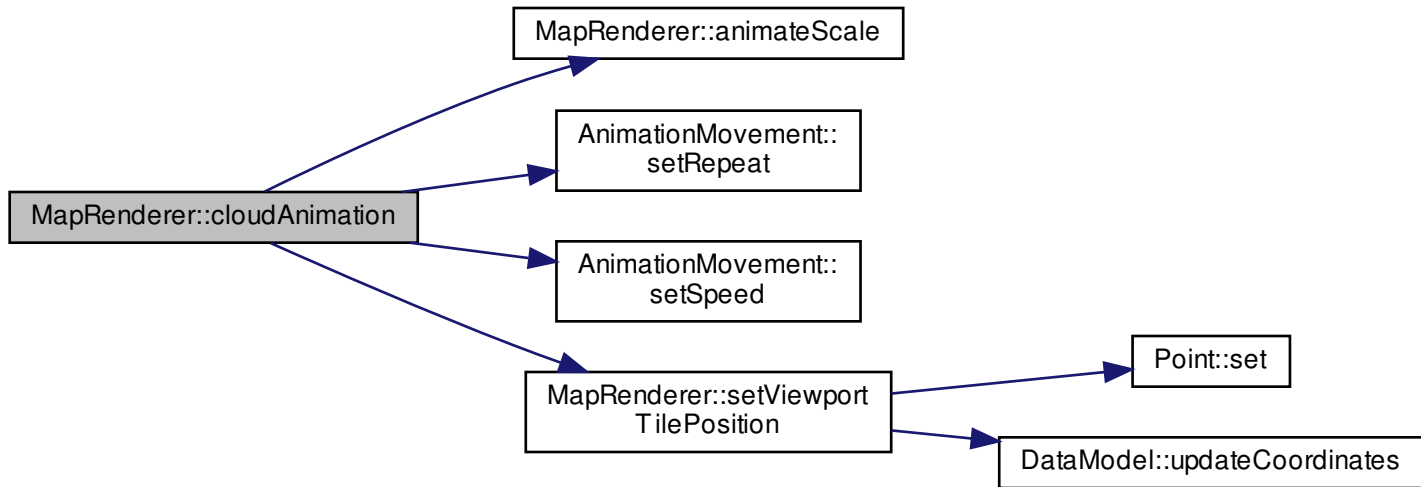 MapRenderer::animateScale
AnimationMovement::
setRepeat
MapRenderer::cloudAnimation
AnimationMovement::
setSpeed
MapRenderer::setViewport
TilePosition
Point::set
DataModel::updateCoordinates